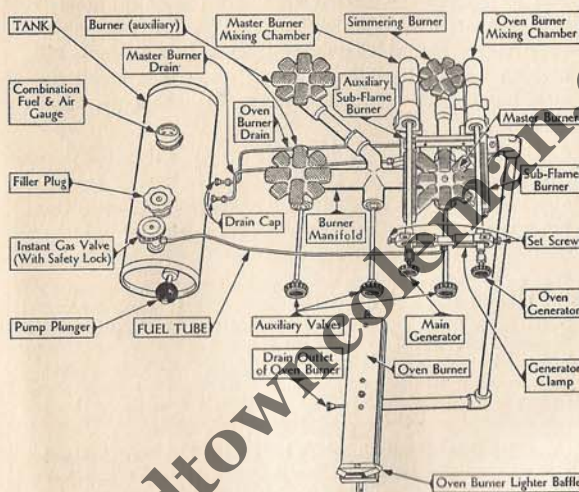 TANK
Burner (auxiliary)
Master Burner
Mixing Chamber
Simmering Burner
Oven Burner
Mixing Chamber
Master Burner
Drain
Combination
Fuel & Air
Gauge
Oven
Burner
Drain
Auxiliary
Sub-Flame
Burner
Master Burner
Filler Plug
Sub-Flame
Burner
Drain Cap
Burner
Manifold
Instant Gas Valve
(With Safety Lock)
Set Screw
Pump Plunger
FUEL TUBE
Auxiliary Valves
Main
Generator
Oven
Generator
Drain Outlet
of Oven Burner
Oven Burner
Generator
Clamp
Oven Burner Lighter Baffle
ltowncoleman